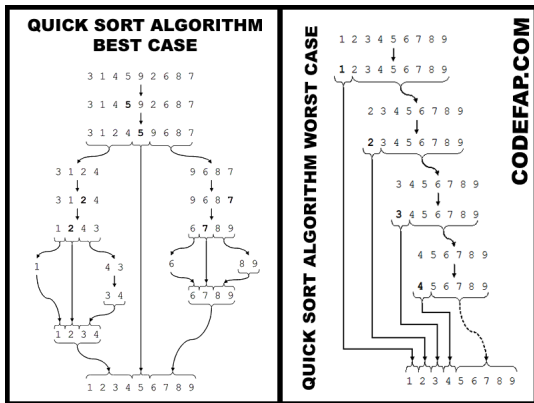 QUICK SORT ALGORITHM
BEST CASE
3 1 4 5 9 2 6 8 7
3 1 4 5 9 2 6 8 7
3 1 2 4 5 9 6 8 7
3 1 2 4
9 6 8 7
3 1 2 4
9 6 8 7
1 2 4 3
6 7 8 9
1
4 3
6
8 9
3 4
6 7 8 9
1 2 3 4
1 2 3 4 5 6 7 8 9
QUICK SORT ALGORITHM WORST CASE
1 2 3 4 5 6 7 8 9
1 2 3 4 5 6 7 8 9
2 3 4 5 6 7 8 9
2 3 4 5 6 7 8 9
3 4 5 6 7 8 9
3 4 5 6 7 8 9
4 5 6 7 8 9
4 5 6 7 8 9
1 2 3 4 5 6 7 8 9
CODEFAP.COM